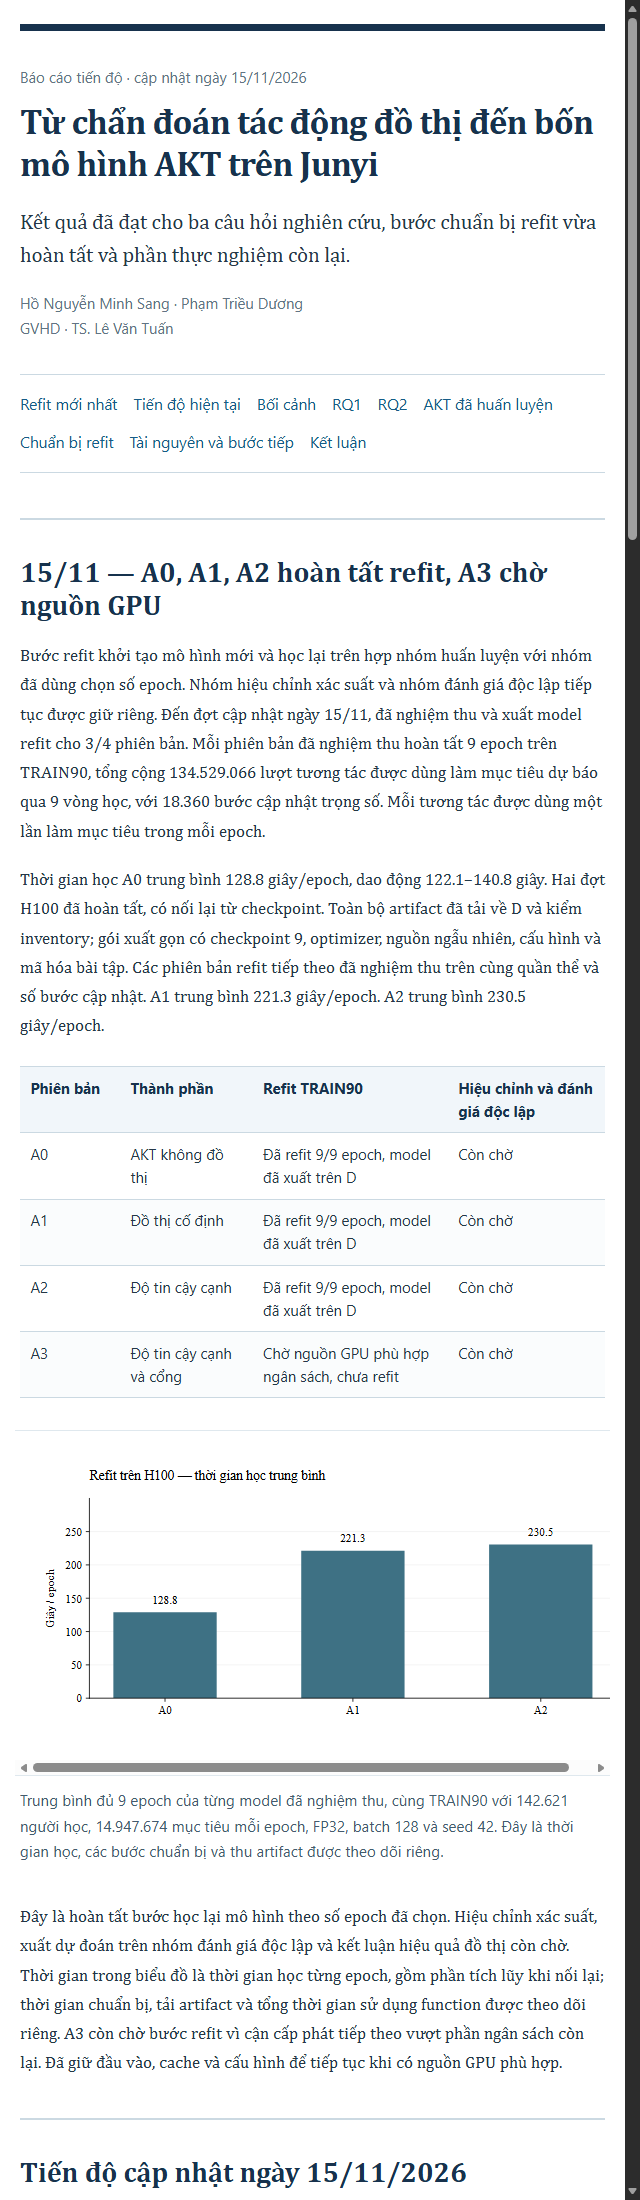 Báo cáo tiến độ · cập nhật ngày 15/11/2026
Từ chẩn đoán tác động đồ thị đến bốn
mô hình AKT trên Junyi
Kết quả đã đạt cho ba câu hỏi nghiên cứu, bước chuẩn bị refit vừa
hoàn tất và phần thực nghiệm còn lại.
Hồ Nguyễn Minh Sang · Phạm Triều Dương
GVHD · TS. Lê Văn Tuấn
Refit mới nhất Tiến độ hiện tại Bối cảnh RQ1 RQ2 AKT đã huấn luyện
Chuẩn bị refit Tài nguyên và bước tiếp Kết luận
15/11 — A0, A1, A2 hoàn tất refit, A3 chờ
nguồn GPU
Bước refit khởi tạo mô hình mới và học lại trên hợp nhóm huấn luyện với nhóm
đã dùng chọn số epoch. Nhóm hiệu chỉnh xác suất và nhóm đánh giá độc lập tiếp
tục được giữ riêng. Đến đợt cập nhật ngày 15/11, đã nghiệm thu và xuất model
refit cho 3/4 phiên bản. Mỗi phiên bản đã nghiệm thu hoàn tất 9 epoch trên
TRAIN90, tổng cộng 134.529.066 lượt tương tác được dùng làm mục tiêu dự báo
qua 9 vòng học, với 18.360 bước cập nhật trọng số. Mỗi tương tác được dùng một
lần làm mục tiêu trong mỗi epoch.
Thời gian học A0 trung bình 128.8 giây/epoch, dao động 122.1–140.8 giây. Hai đợt
H100 đã hoàn tất, có nối lại từ checkpoint. Toàn bộ artifact đã tải về D và kiểm
inventory; gói xuất gọn có checkpoint 9, optimizer, nguồn ngẫu nhiên, cấu hình và
mã hóa bài tập. Các phiên bản refit tiếp theo đã nghiệm thu trên cùng quần thể và
số bước cập nhật. A1 trung bình 221.3 giây/epoch. A2 trung bình 230.5
giây/epoch.
Phiên bản Thành phần Refit TRAIN90 Hiệu chỉnh và đánh
giá độc lập
A0 AKT không đồ Đã refit 9/9 epoch, model Còn chờ
thị đã xuất trên D
A1 Đồ thị cố định Đã refit 9/9 epoch, model Còn chờ
đã xuất trên D
A2 Độ tin cậy cạnh Đã refit 9/9 epoch, model Còn chờ
đã xuất trên D
A3 Độ tin cậy cạnh Chờ nguồn GPU phù hợp Còn chờ
và cổng ngân sách, chưa refit
Refit trên H100 — thời gian học trung bình
Giây / epoch
250
200
150
100
50
0
128.8
221.3
230.5
A0 A1 A2
Trung bình đủ 9 epoch của từng model đã nghiệm thu, cùng TRAIN90 với 142.621
người học, 14.947.674 mục tiêu mỗi epoch, FP32, batch 128 và seed 42. Đây là thời
gian học, các bước chuẩn bị và thu artifact được theo dõi riêng.
Đây là hoàn tất bước học lại mô hình theo số epoch đã chọn. Hiệu chỉnh xác suất,
xuất dự đoán trên nhóm đánh giá độc lập và kết luận hiệu quả đồ thị còn chờ.
Thời gian trong biểu đồ là thời gian học từng epoch, gồm phần tích lũy khi nối lại;
thời gian chuẩn bị, tải artifact và tổng thời gian sử dụng function được theo dõi
riêng. A3 còn chờ bước refit vì cận cấp phát tiếp theo vượt phần ngân sách còn
lại. Đã giữ đầu vào, cache và cấu hình để tiếp tục khi có nguồn GPU phù hợp.
Tiến độ cập nhật ngày 15/11/2026